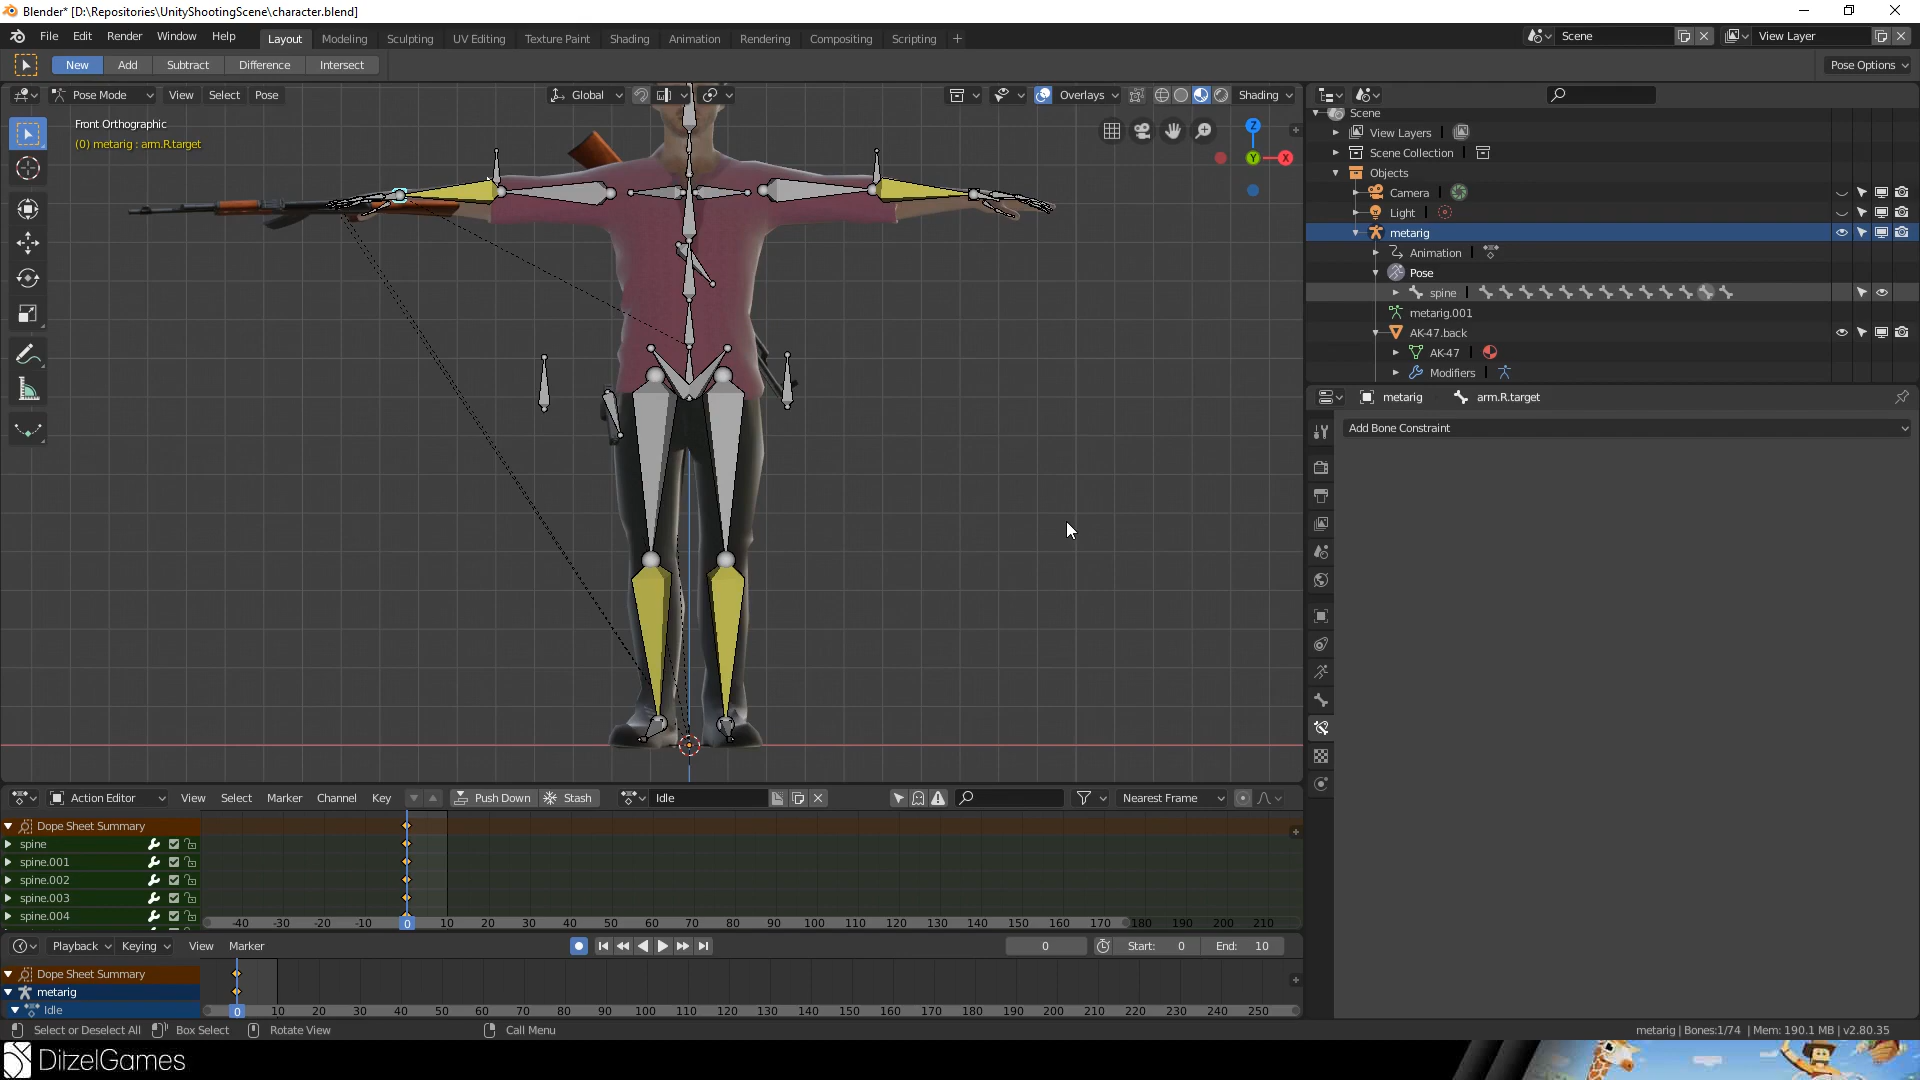 Blender* [D:\Repositories\UnityShootingScene\character.blend]
File Edit Render Window Help
Layout Modeling Sculpting UV Editing Texture Paint Shading Animation Rendering Compositing Scripting +
Scene
View Layer
New Add Subtract Difference Intersect
Pose Options
Pose Mode View Select Pose
Global
Overlays
Shading
Front Orthographic
(0) metarig : arm.R.target
Z
Y
X
Scene
View Layers
Scene Collection
Objects
Camera
Light
metarig
Animation
Pose
spine
metarig.001
AK-47.back
AK-47
Modifiers
metarig
arm.R.target
Add Bone Constraint
Action Editor View Select Marker Channel Key Push Down Stash Idle
Nearest Frame
Dope Sheet Summary
spine
spine.001
spine.002
spine.003
spine.004
-40 -30 -20 -10 0 10 20 30 40 50 60 70 80 90 100 110 120 130 140 150 160 170 180 190 200 210
Playback Keying View Marker
0
Start: 0
End: 10
Dope Sheet Summary
metarig
Idle
0 10 20 30 40 50 60 70 80 90 100 110 120 130 140 150 160 170 180 190 200 210 220 230 240 250
Select or Deselect All Box Select Rotate View Call Menu
metarig | Bones:1/74 | Mem: 190.1 MB | v2.80.35
DitzelGames